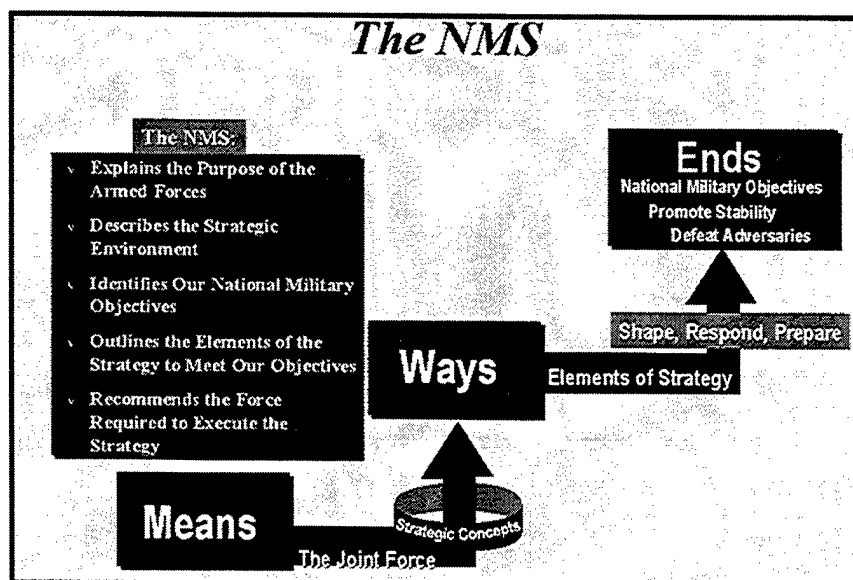 The NMS
The NMS:
v Explains the Purpose of the
Armed Forces
v Describes the Strategic
Environment
v Identifies Our National Military
Objectives
v Outlines the Elements of the
Strategy to Meet Our Objectives
v Recommends the Force
Required to Execute the
Strategy
Ends
National Military Objectives
Promote Stability
Defeat Adversaries
Shape, Respond, Prepare
Ways
Elements of Strategy
Strategic Concepts
Means
The Joint Force